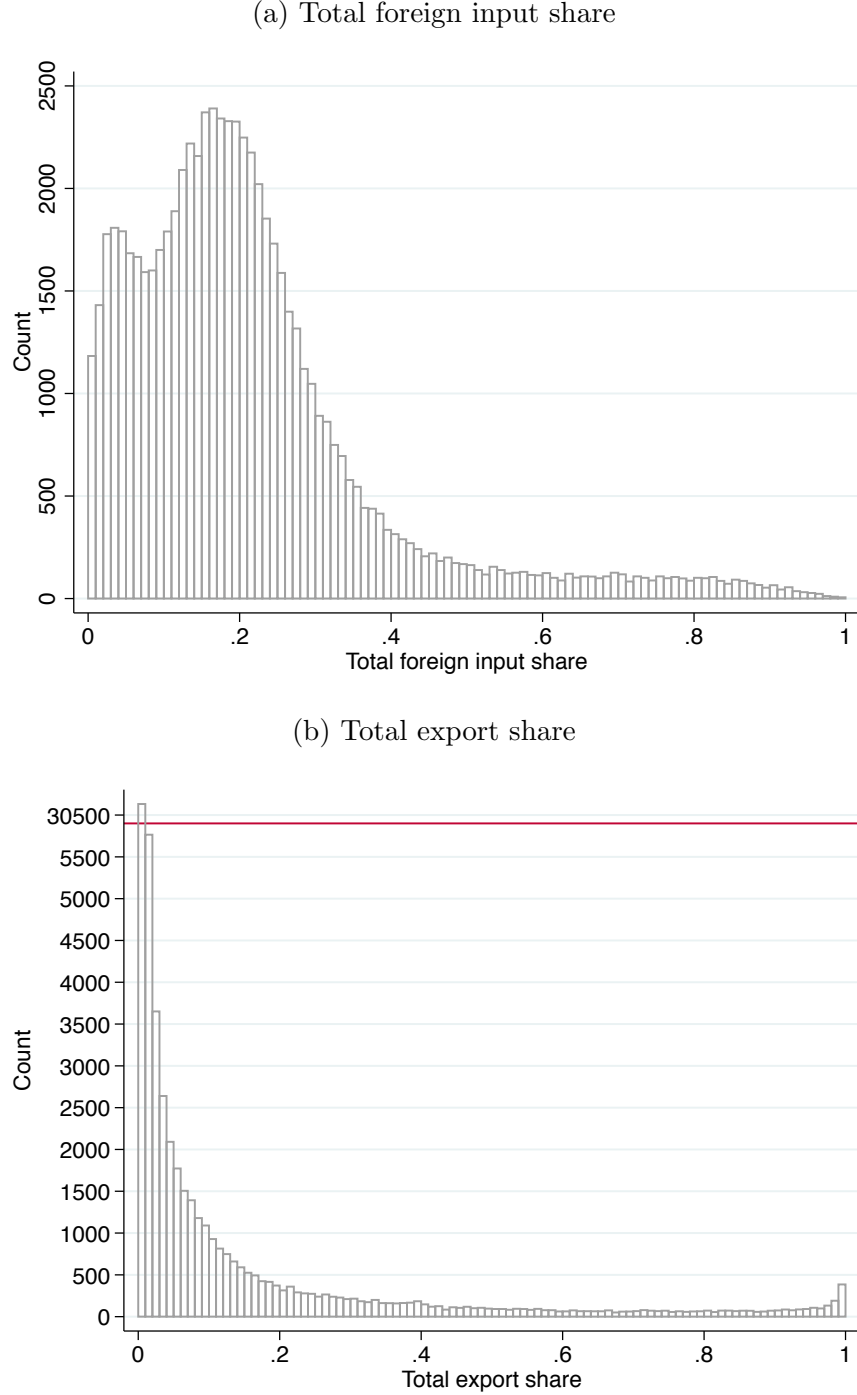 (a) Total foreign input share
2500
2000
1500
1000
500
0
Count
0 .2 .4 .6 .8 1
Total foreign input share
(b) Total export share
30500
5500
5000
4500
4000
3500
3000
2500
2000
1500
1000
500
0
Count
0 .2 .4 .6 .8 1
Total export share